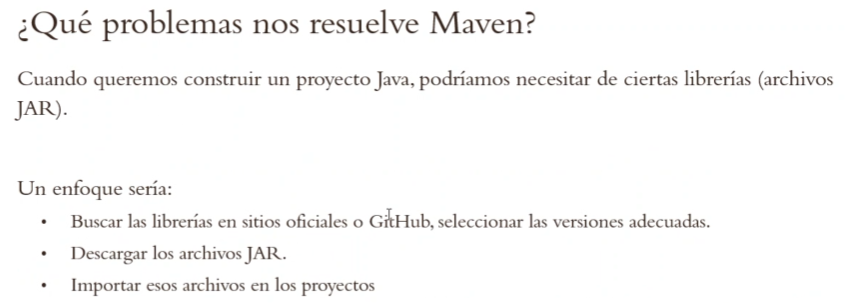 ¿Qué problemas nos resuelve Maven?
Cuando queremos construir un proyecto Java, podríamos necesitar de ciertas librerías (archivos
JAR).
Un enfoque sería:
• Buscar las librerías en sitios oficiales o GitHub, seleccionar las versiones adecuadas.
• Descargar los archivos JAR.
• Importar esos archivos en los proyectos